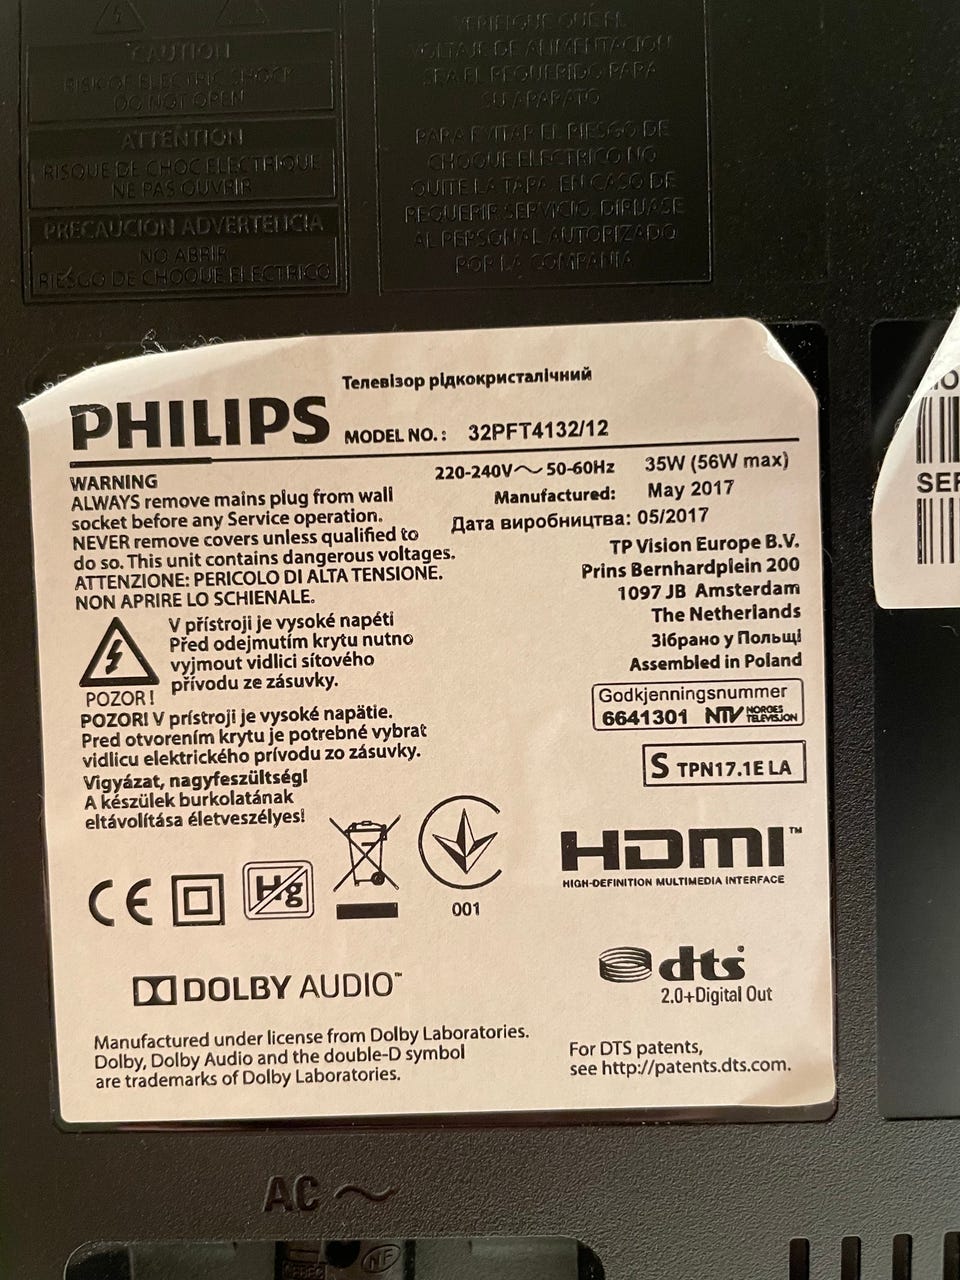 CAUTION
RISK OF ELECTRIC SHOCK
DO NOT OPEN
ATTENTION
RISQUE DE CHOC ELECTRIQUE
NE PAS OUVRIR
PRECAUCION ADVERTENCIA
NO ABRIR
RIESGO DE CHOQUE ELECTRICO
VERIFIQUE QUE EL
VOLTAJE DE ALIMENTACION
SEA EL REQUERIDO PARA
SU APARATO
PARA EVITAR EL RIESGO DE
CHOQUE ELECTRICO NO
QUITE LA TAPA. EN CASO DE
REQUERIR SERVICIO. DIRIJASE
AL PERSONAL AUTORIZADO
POR LA COMPANIA
Телевізор рідкокристалічний
PHILIPS MODEL NO.: 32PFT4132/12
220-240V～ 50-60Hz 35W (56W max)
Manufactured: May 2017
Дата виробництва: 05/2017
TP Vision Europe B.V.
Prins Bernhardplein 200
1097 JB Amsterdam
The Netherlands
Зібрано у Польщі
Assembled in Poland
WARNING
ALWAYS remove mains plug from wall
socket before any Service operation.
NEVER remove covers unless qualified to
do so. This unit contains dangerous voltages.
ATTENZIONE: PERICOLO DI ALTA TENSIONE.
NON APRIRE LO SCHIENALE.
V přístroji je vysoké napětí
Před odejmutím krytu nutno
vyjmout vidlici síťového
přívodu ze zásuvky.
POZOR!
POZOR! V prístroji je vysoké napätie.
Pred otvorením krytu je potrebné vybrat
vidlicu elektrického prívodu zo zásuvky.
Vigyázat, nagyfeszültség!
A készülek burkolatának
eltávolítása életveszélyes!
Godkjenningsnummer
6641301 NTV NORGES
TELEVISJON
S TPN17.1E LA
CE
Hg
001
HDMI™
HIGH-DEFINITION MULTIMEDIA INTERFACE
DOLBY AUDIO™
dts
2.0+Digital Out
Manufactured under license from Dolby Laboratories.
Dolby, Dolby Audio and the double-D symbol
are trademarks of Dolby Laboratories.
For DTS patents,
see http://patents.dts.com.
AC ～
NF